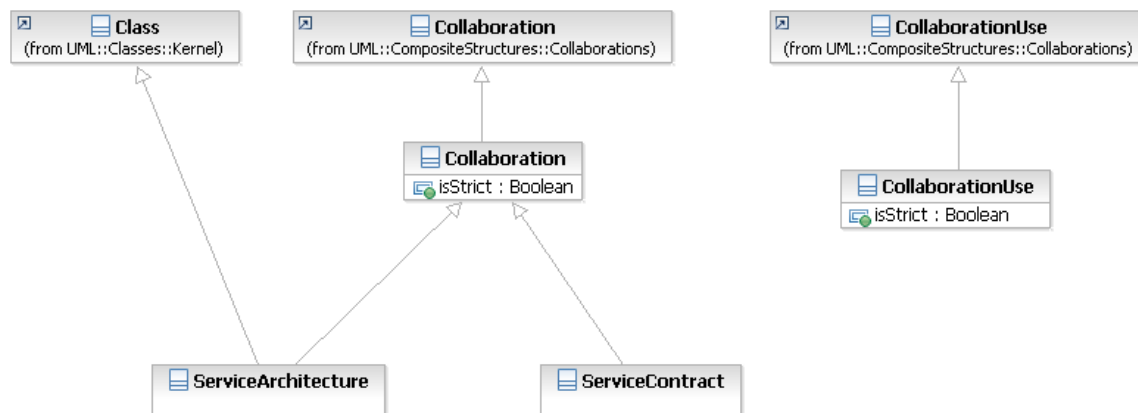 Class
(from UML::Classes::Kernel)
Collaboration
(from UML::CompositeStructures::Collaborations)
CollaborationUse
(from UML::CompositeStructures::Collaborations)
Collaboration
isStrict : Boolean
CollaborationUse
isStrict : Boolean
ServiceArchitecture
ServiceContract